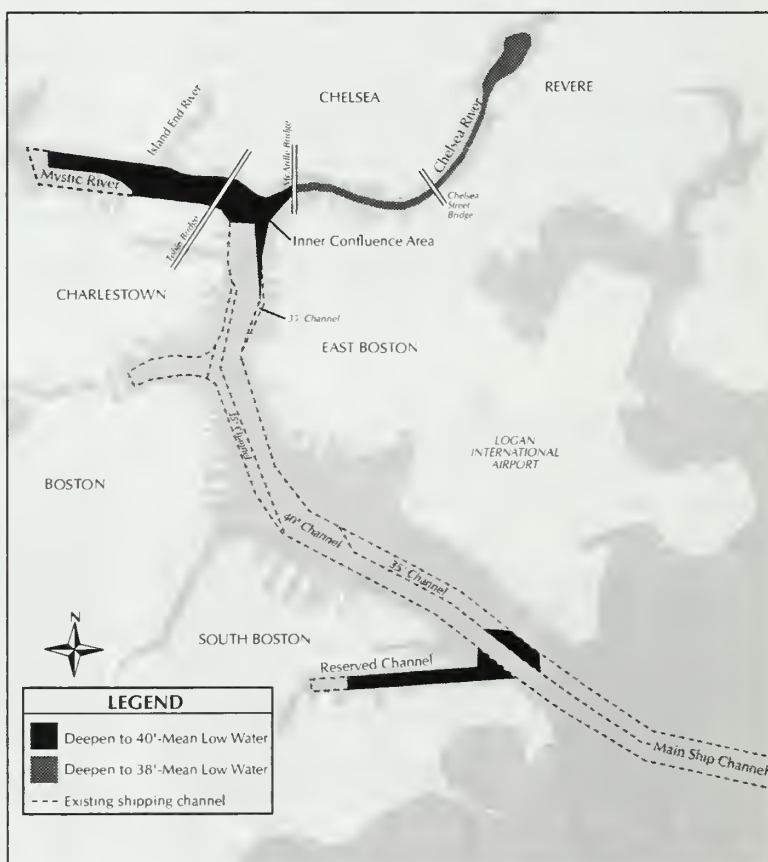 CHELSEA
REVERE
Island End River
Mystic River
McArdle Bridge
Chelsea River
Chelsea
Street
Bridge
Tobin Bridge
Inner Confluence Area
CHARLESTOWN
35' Channel
EAST BOSTON
35' Channel
LOGAN
INTERNATIONAL
AIRPORT
BOSTON
40' Channel
35' Channel
N
SOUTH BOSTON
Reserved Channel
Main Ship Channel
LEGEND
Deepen to 40'-Mean Low Water
Deepen to 38'-Mean Low Water
Existing shipping channel